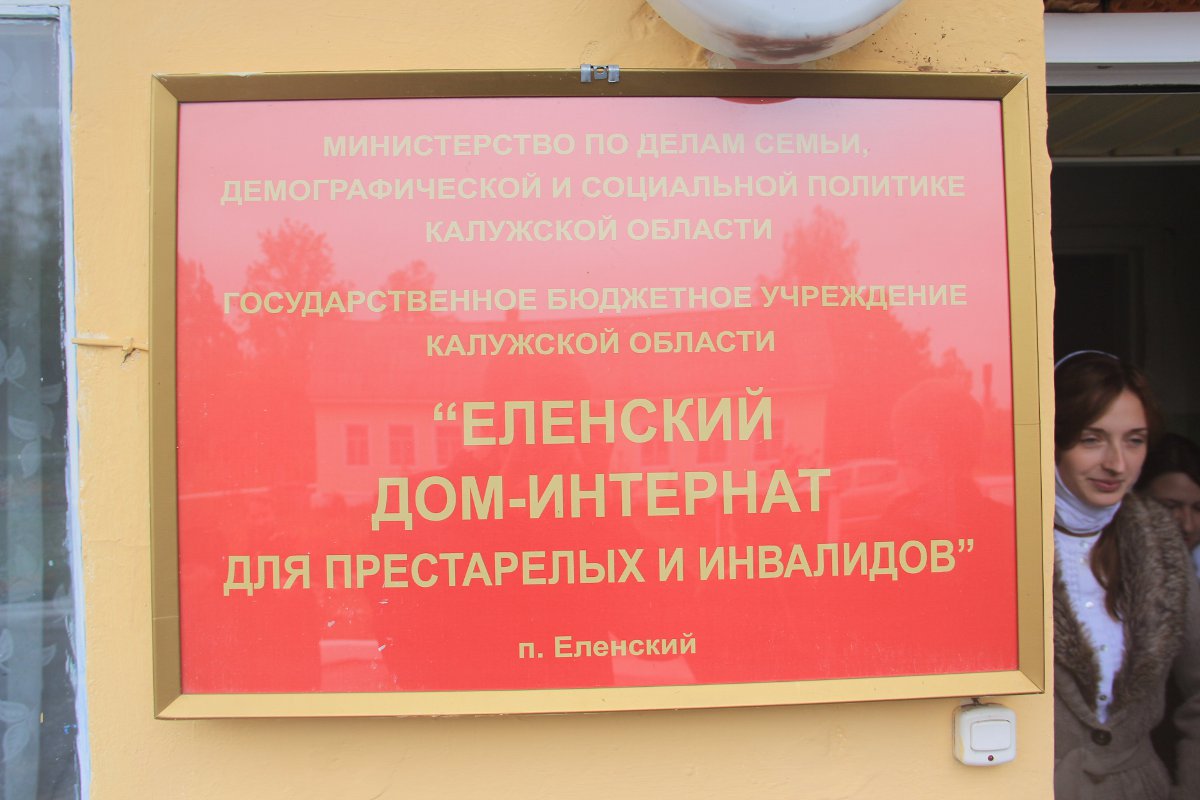 МИНИСТЕРСТВО ПО ДЕЛАМ СЕМЬИ,
ДЕМОГРАФИЧЕСКОЙ И СОЦИАЛЬНОЙ ПОЛИТИКЕ
КАЛУЖСКОЙ ОБЛАСТИ
ГОСУДАРСТВЕННОЕ БЮДЖЕТНОЕ УЧРЕЖДЕНИЕ
КАЛУЖСКОЙ ОБЛАСТИ
“ЕЛЕНСКИЙ
ДОМ-ИНТЕРНАТ
ДЛЯ ПРЕСТАРЕЛЫХ И ИНВАЛИДОВ”
п. Еленский